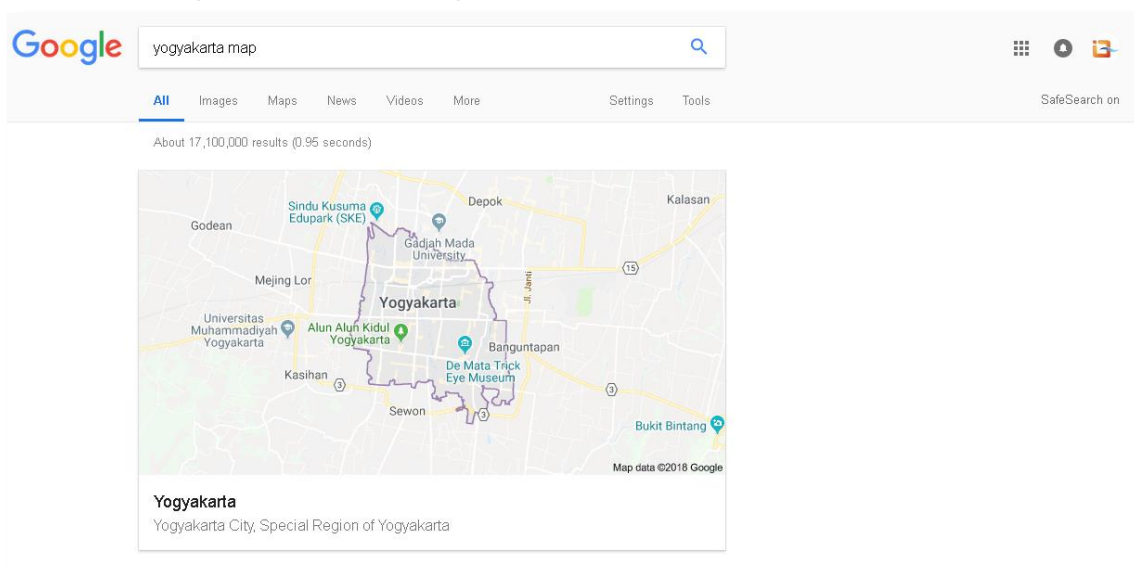 Google
yogyakarta map
All Images Maps News Videos More Settings Tools
SafeSearch on
About 17,100,000 results (0.95 seconds)
Sindu Kusuma
Edupark (SKE)
Depok
Kalasan
Godean
Gadjah Mada
University
15
Mejing Lor
Jl. Janti
Yogyakarta
Universitas
Muhammadiyah
Yogyakarta
Alun Alun Kidul
Yogyakarta
Banguntapan
De Mata Trick
Eye Museum
Kasihan
3
3
Sewon
3
Bukit Bintang
Map data ©2018 Google
Yogyakarta
Yogyakarta City, Special Region of Yogyakarta